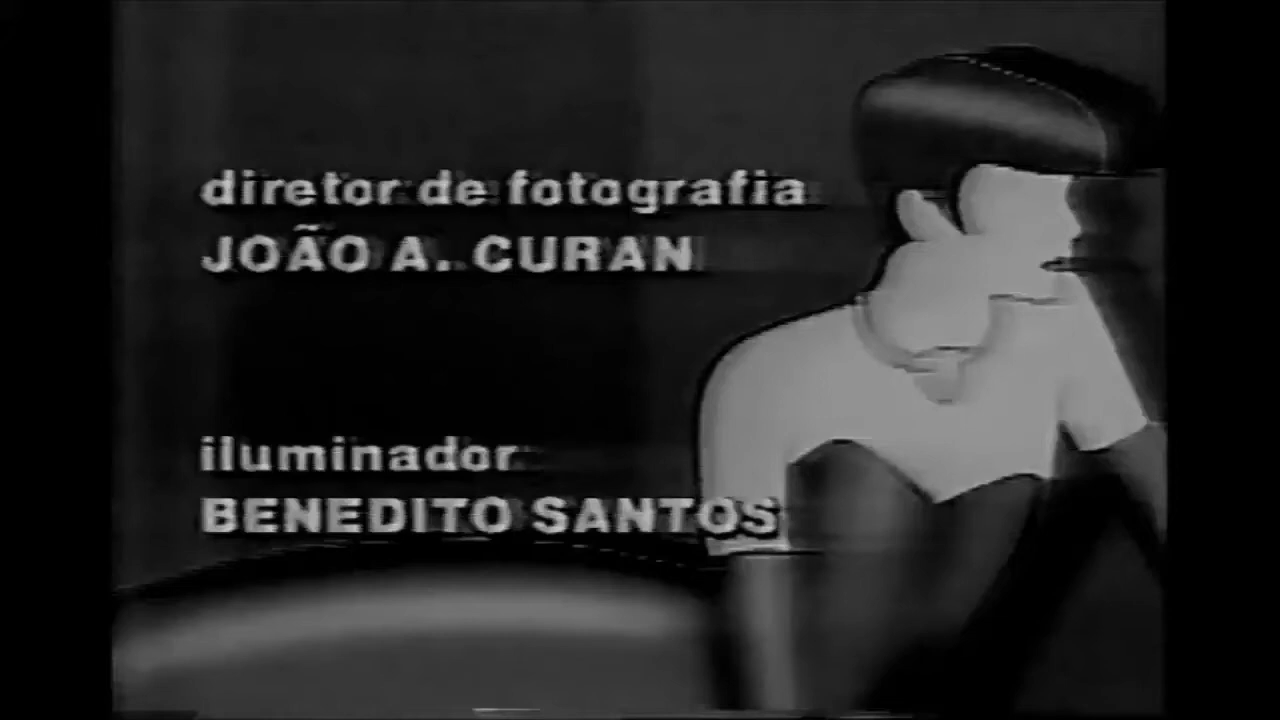 diretor de fotografia
JOÃO A. CURAN
iluminador
BENEDITO SANTOS